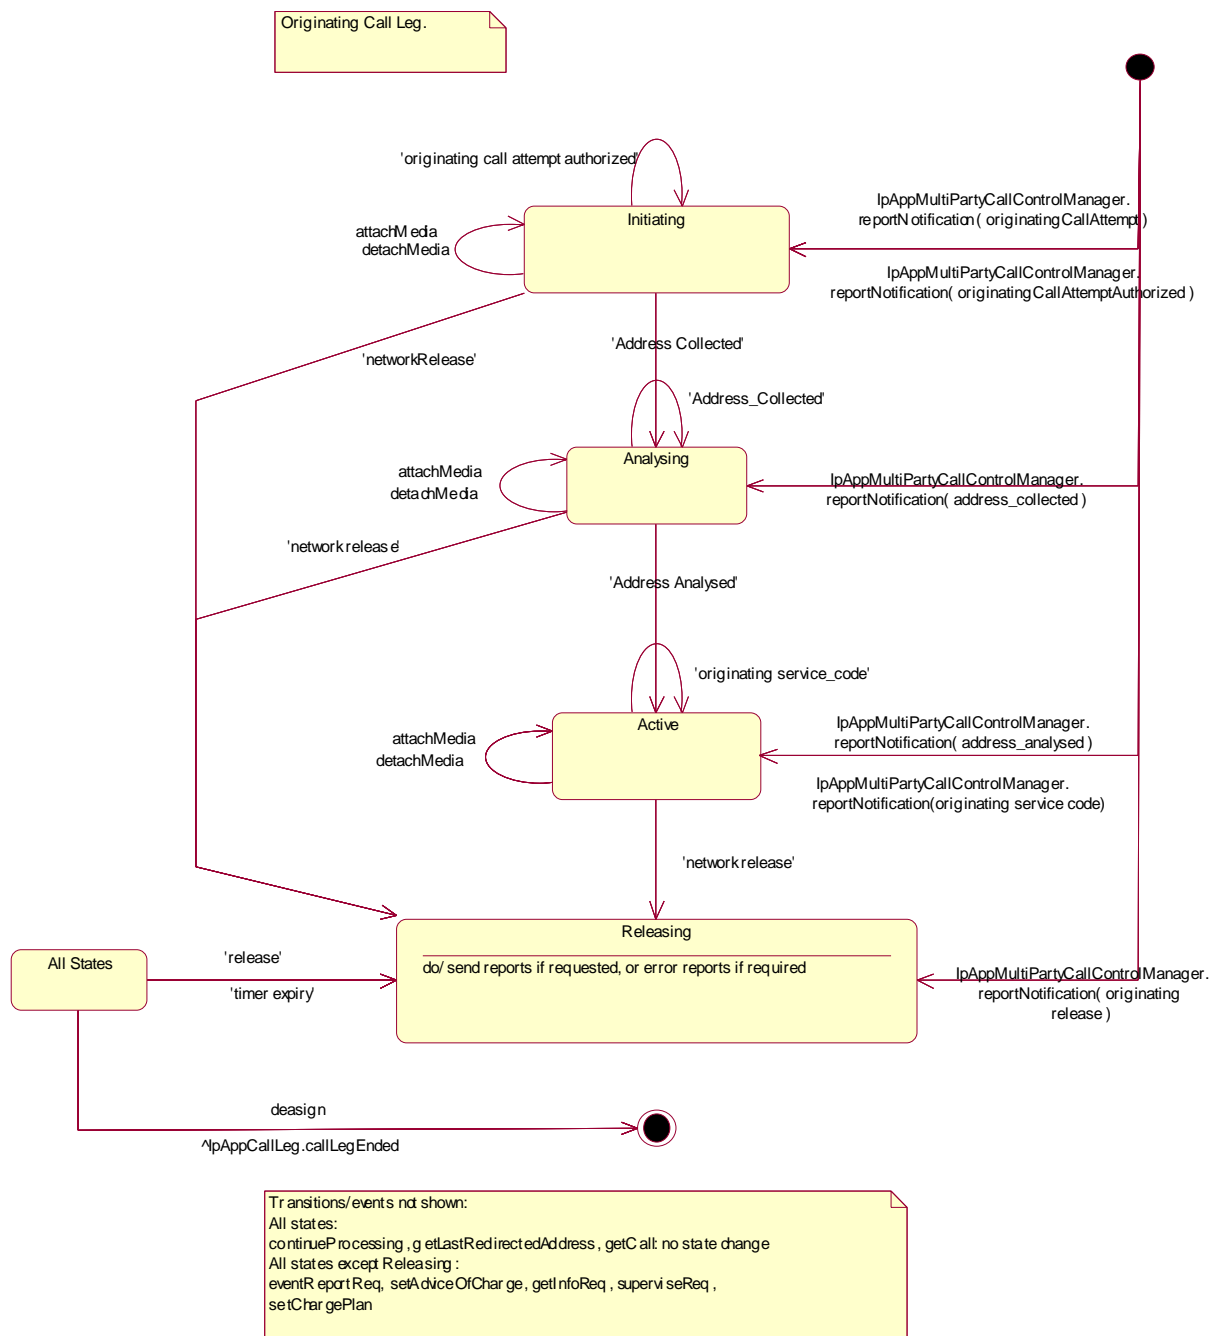 Originating Call Leg.
'originating call attempt authorized'
IpAppMultiPartyCallControlManager.
reportNotification( originatingCallAttempt )
Initiating
attachMedia
detachMedia
IpAppMultiPartyCallControlManager.
reportNotification( originatingCallAttemptAuthorized )
'Address Collected'
'networkRelease'
'Address_Collected'
Analysing
attachMedia
detachMedia
IpAppMultiPartyCallControlManager.
reportNotification( address_collected )
'network release'
'Address Analysed'
'originating service_code'
Active
attachMedia
detachMedia
IpAppMultiPartyCallControlManager.
reportNotification( address_analysed )
IpAppMultiPartyCallControlManager.
reportNotification(originating service code)
'network release'
Releasing
do/ send reports if requested, or error reports if required
All States
'release'
'timer expiry'
IpAppMultiPartyCallControlManager.
reportNotification( originating
release )
deasign
^IpAppCallLeg.callLegEnded
Transitions/events not shown:
All states:
continueProcessing, getLastRedirectedAddress, getCall: no state change
All states except Releasing:
eventReportReq, setAdviceOfCharge, getInfoReq, superviseReq,
setChargePlan